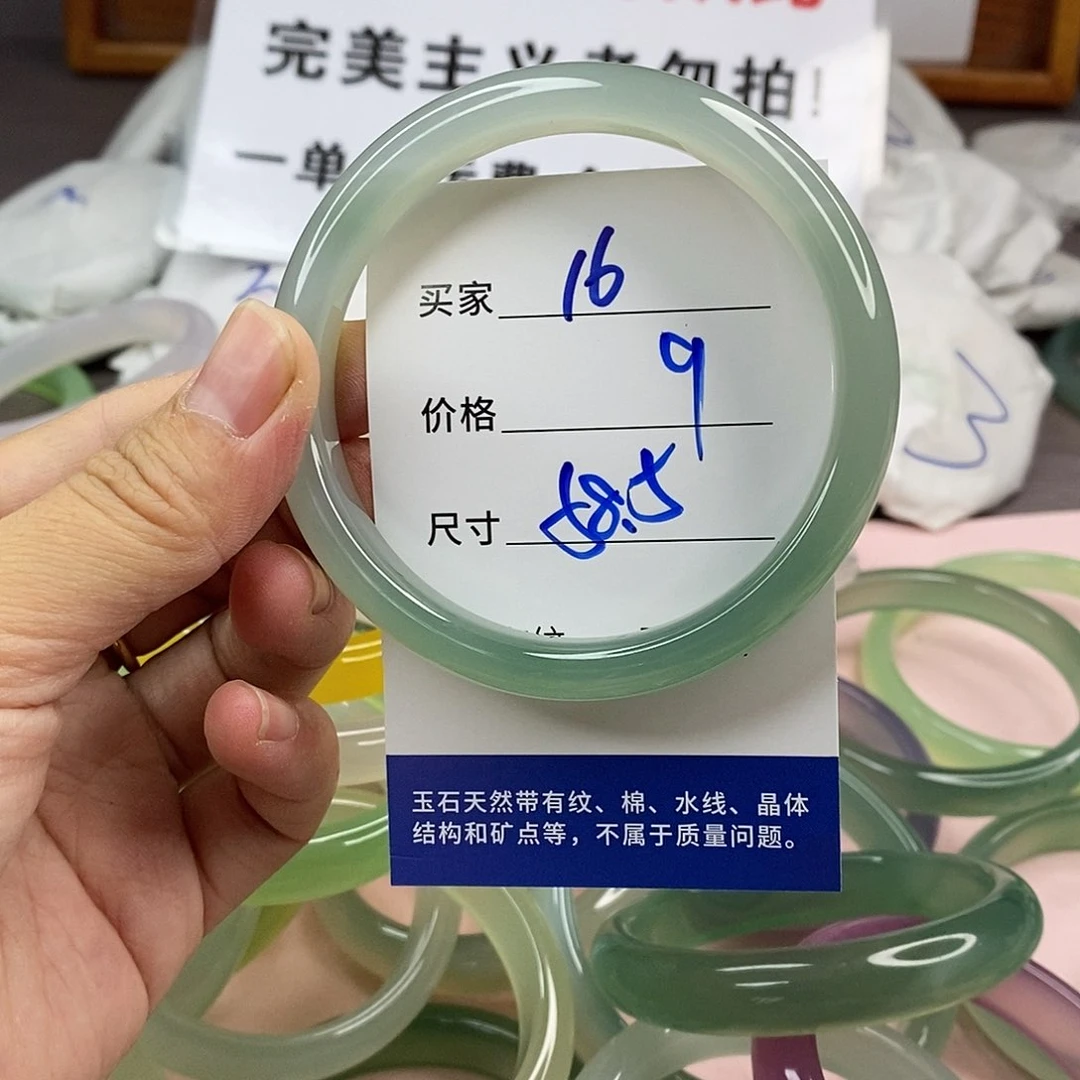 完美主义者勿拍！
一单
买家 16
价格 9
尺寸 58.5
玉石天然带有纹、棉、水线、晶体
结构和矿点等，不属于质量问题。